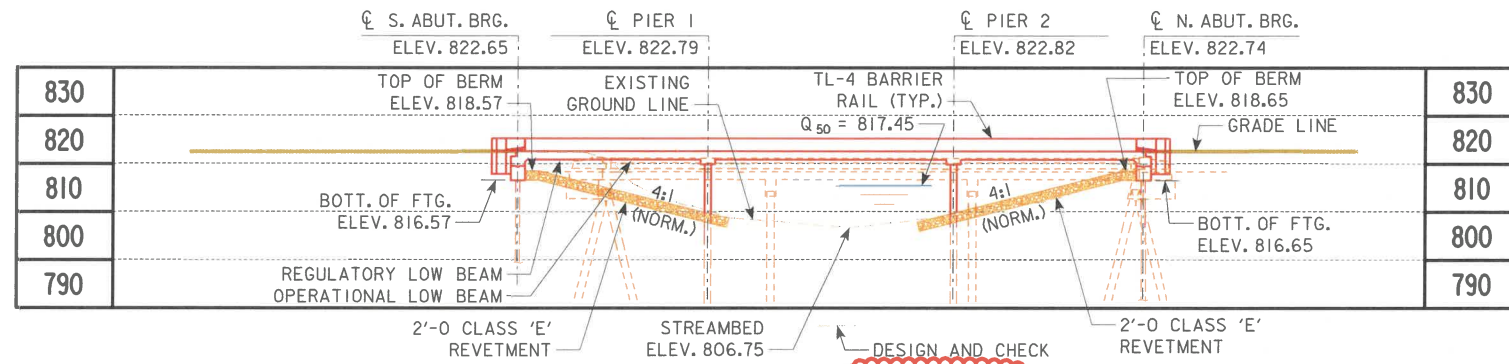 ℄ S. ABUT. BRG.
ELEV. 822.65
℄ PIER 1
ELEV. 822.79
℄ PIER 2
ELEV. 822.82
℄ N. ABUT. BRG.
ELEV. 822.74
830
820
810
800
790
TOP OF BERM
ELEV. 818.57
EXISTING
GROUND LINE
TL-4 BARRIER
RAIL (TYP.)
Q50 = 817.45
TOP OF BERM
ELEV. 818.65
GRADE LINE
830
820
810
800
790
BOTT. OF FTG.
ELEV. 816.57
4:1
(NORM.)
4:1
(NORM.)
BOTT. OF FTG.
ELEV. 816.65
REGULATORY LOW BEAM
OPERATIONAL LOW BEAM
2'-0 CLASS 'E'
REVETMENT
STREAMBED
ELEV. 806.75
DESIGN AND CHECK
2'-0 CLASS 'E'
REVETMENT